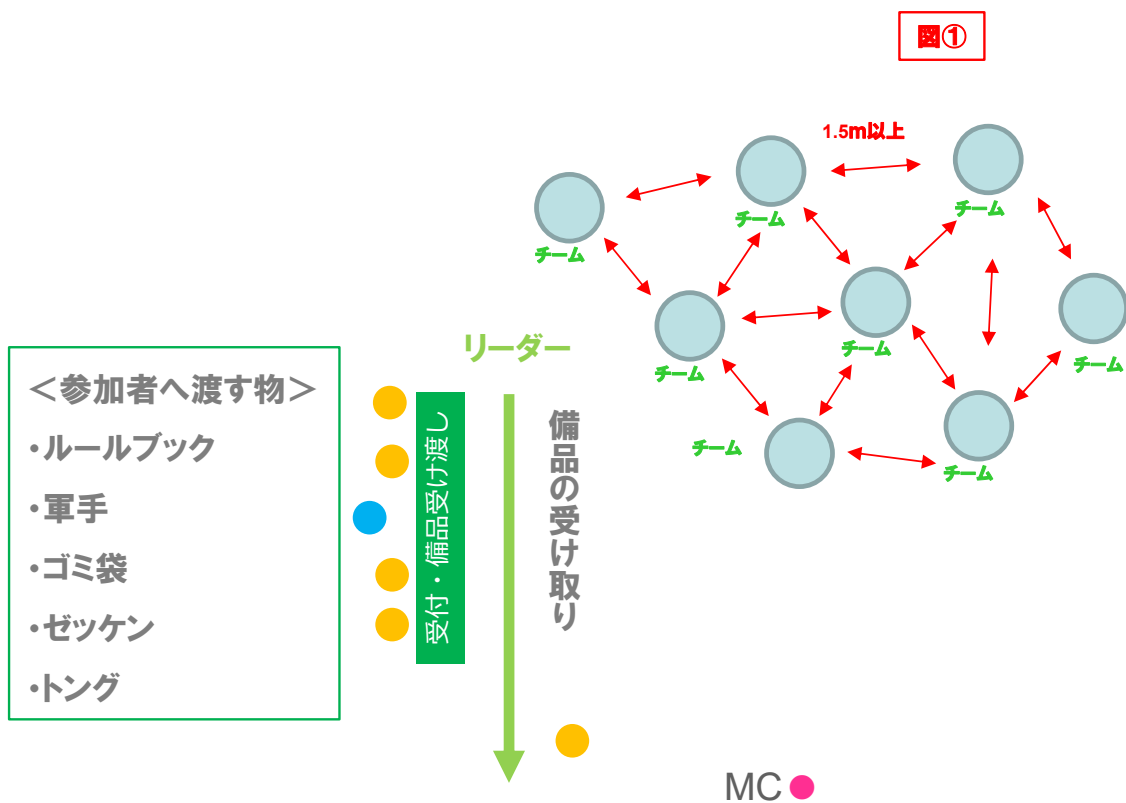 図①
1.5m以上
チーム
チーム
チーム
チーム
チーム
チーム
チーム
チーム
リーダー
＜参加者へ渡す物＞
・ルールブック
・軍手
・ゴミ袋
・ゼッケン
・トング
受付・備品受け渡し
備品の受け取り
MC